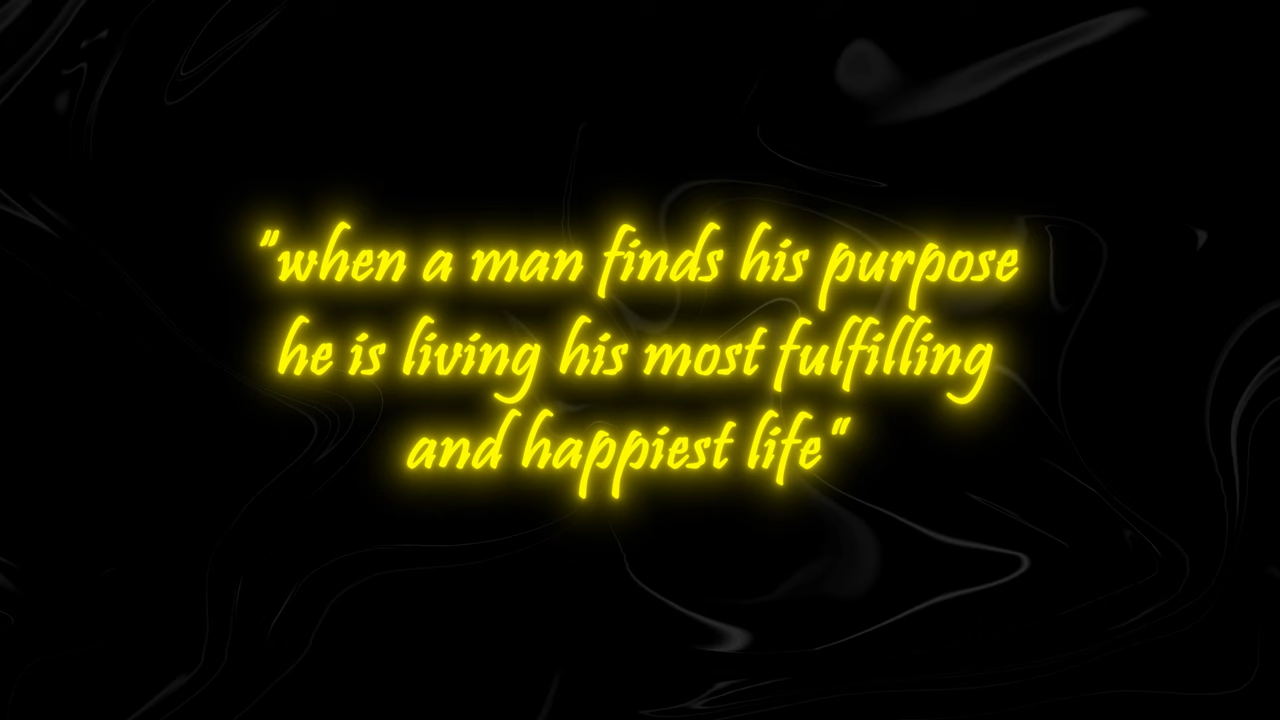 "when a man finds his purpose
he is living his most fulfilling
and happiest life"